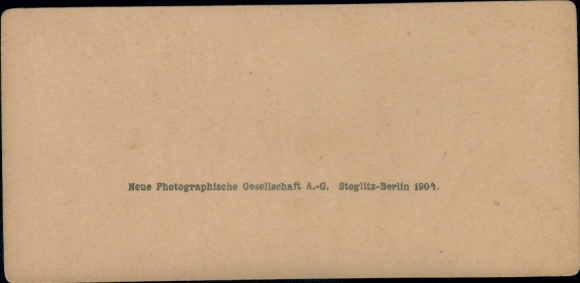 Neue Photographische Gesellschaft A.-G. Steglitz-Berlin 1904.